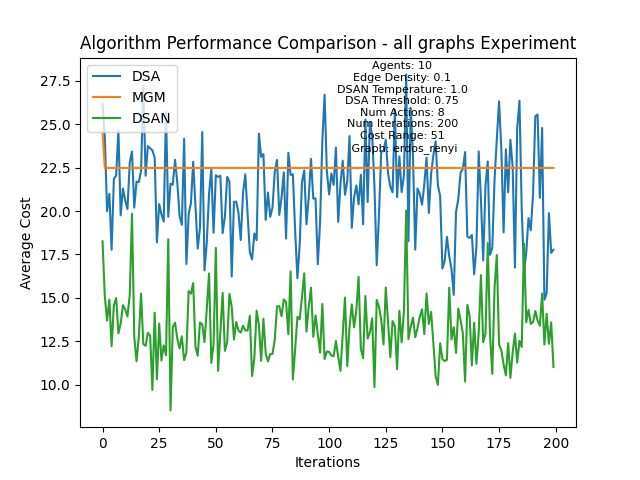 Algorithm Performance Comparison - all graphs Experiment
DSA
MGM
DSAN
Agents: 10
Edge Density: 0.1
DSAN Temperature: 1.0
DSA Threshold: 0.75
Num Actions: 8
Num Iterations: 200
Cost Range: 51
Graph: erdos_renyi
Average Cost
27.5
25.0
22.5
20.0
17.5
15.0
12.5
10.0
0
25
50
75
100
125
150
175
200
Iterations